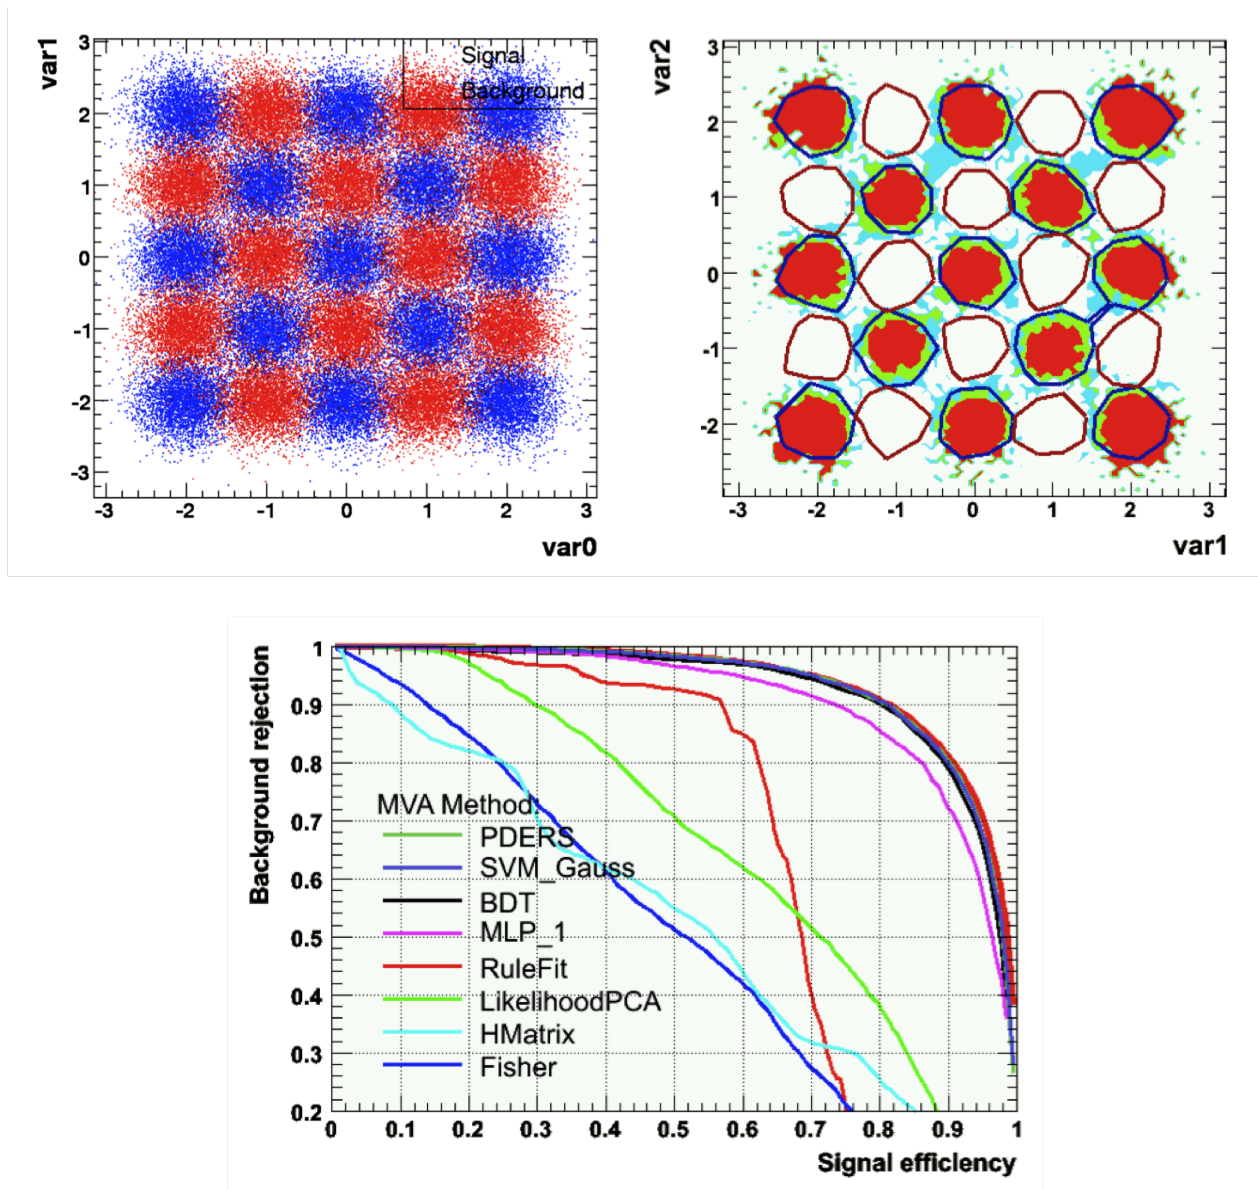 var1
3
2
1
0
-1
-2
-3
-3 -2 -1 0 1 2 3
var0
Signal
Background
var2
3
2
1
0
-1
-2
-3 -2 -1 0 1 2 3
var1
Background rejection
1
0.9
0.8
0.7
0.6
0.5
0.4
0.3
0.2
MVA Method
PDERS
SVM_Gauss
BDT
MLP_1
RuleFit
LikelihoodPCA
HMatrix
Fisher
0 0.1 0.2 0.3 0.4 0.5 0.6 0.7 0.8 0.9 1
Signal efficiency